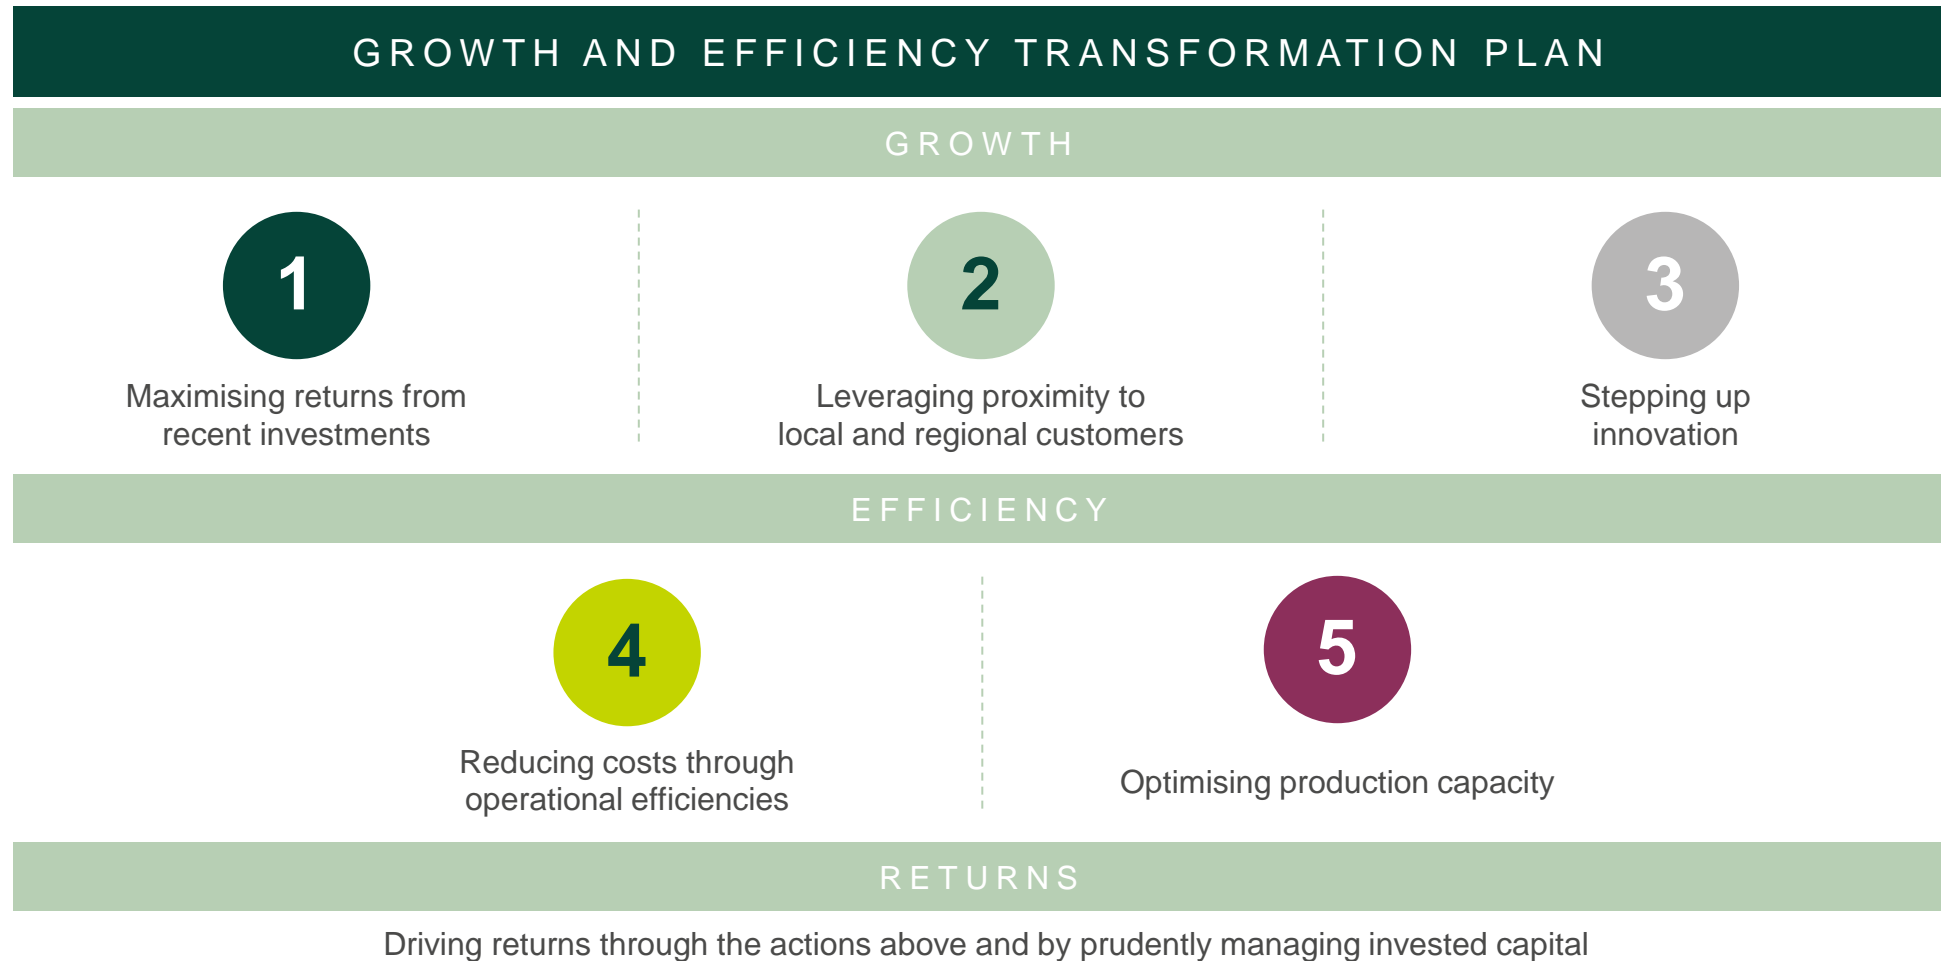 GROWTH AND EFFICIENCY TRANSFORMATION PLAN
GROWTH
1
2
3
Maximising returns from
recent investments
Leveraging proximity to
local and regional customers
Stepping up
innovation
EFFICIENCY
4
5
Reducing costs through
operational efficiencies
Optimising production capacity
RETURNS
Driving returns through the actions above and by prudently managing invested capital